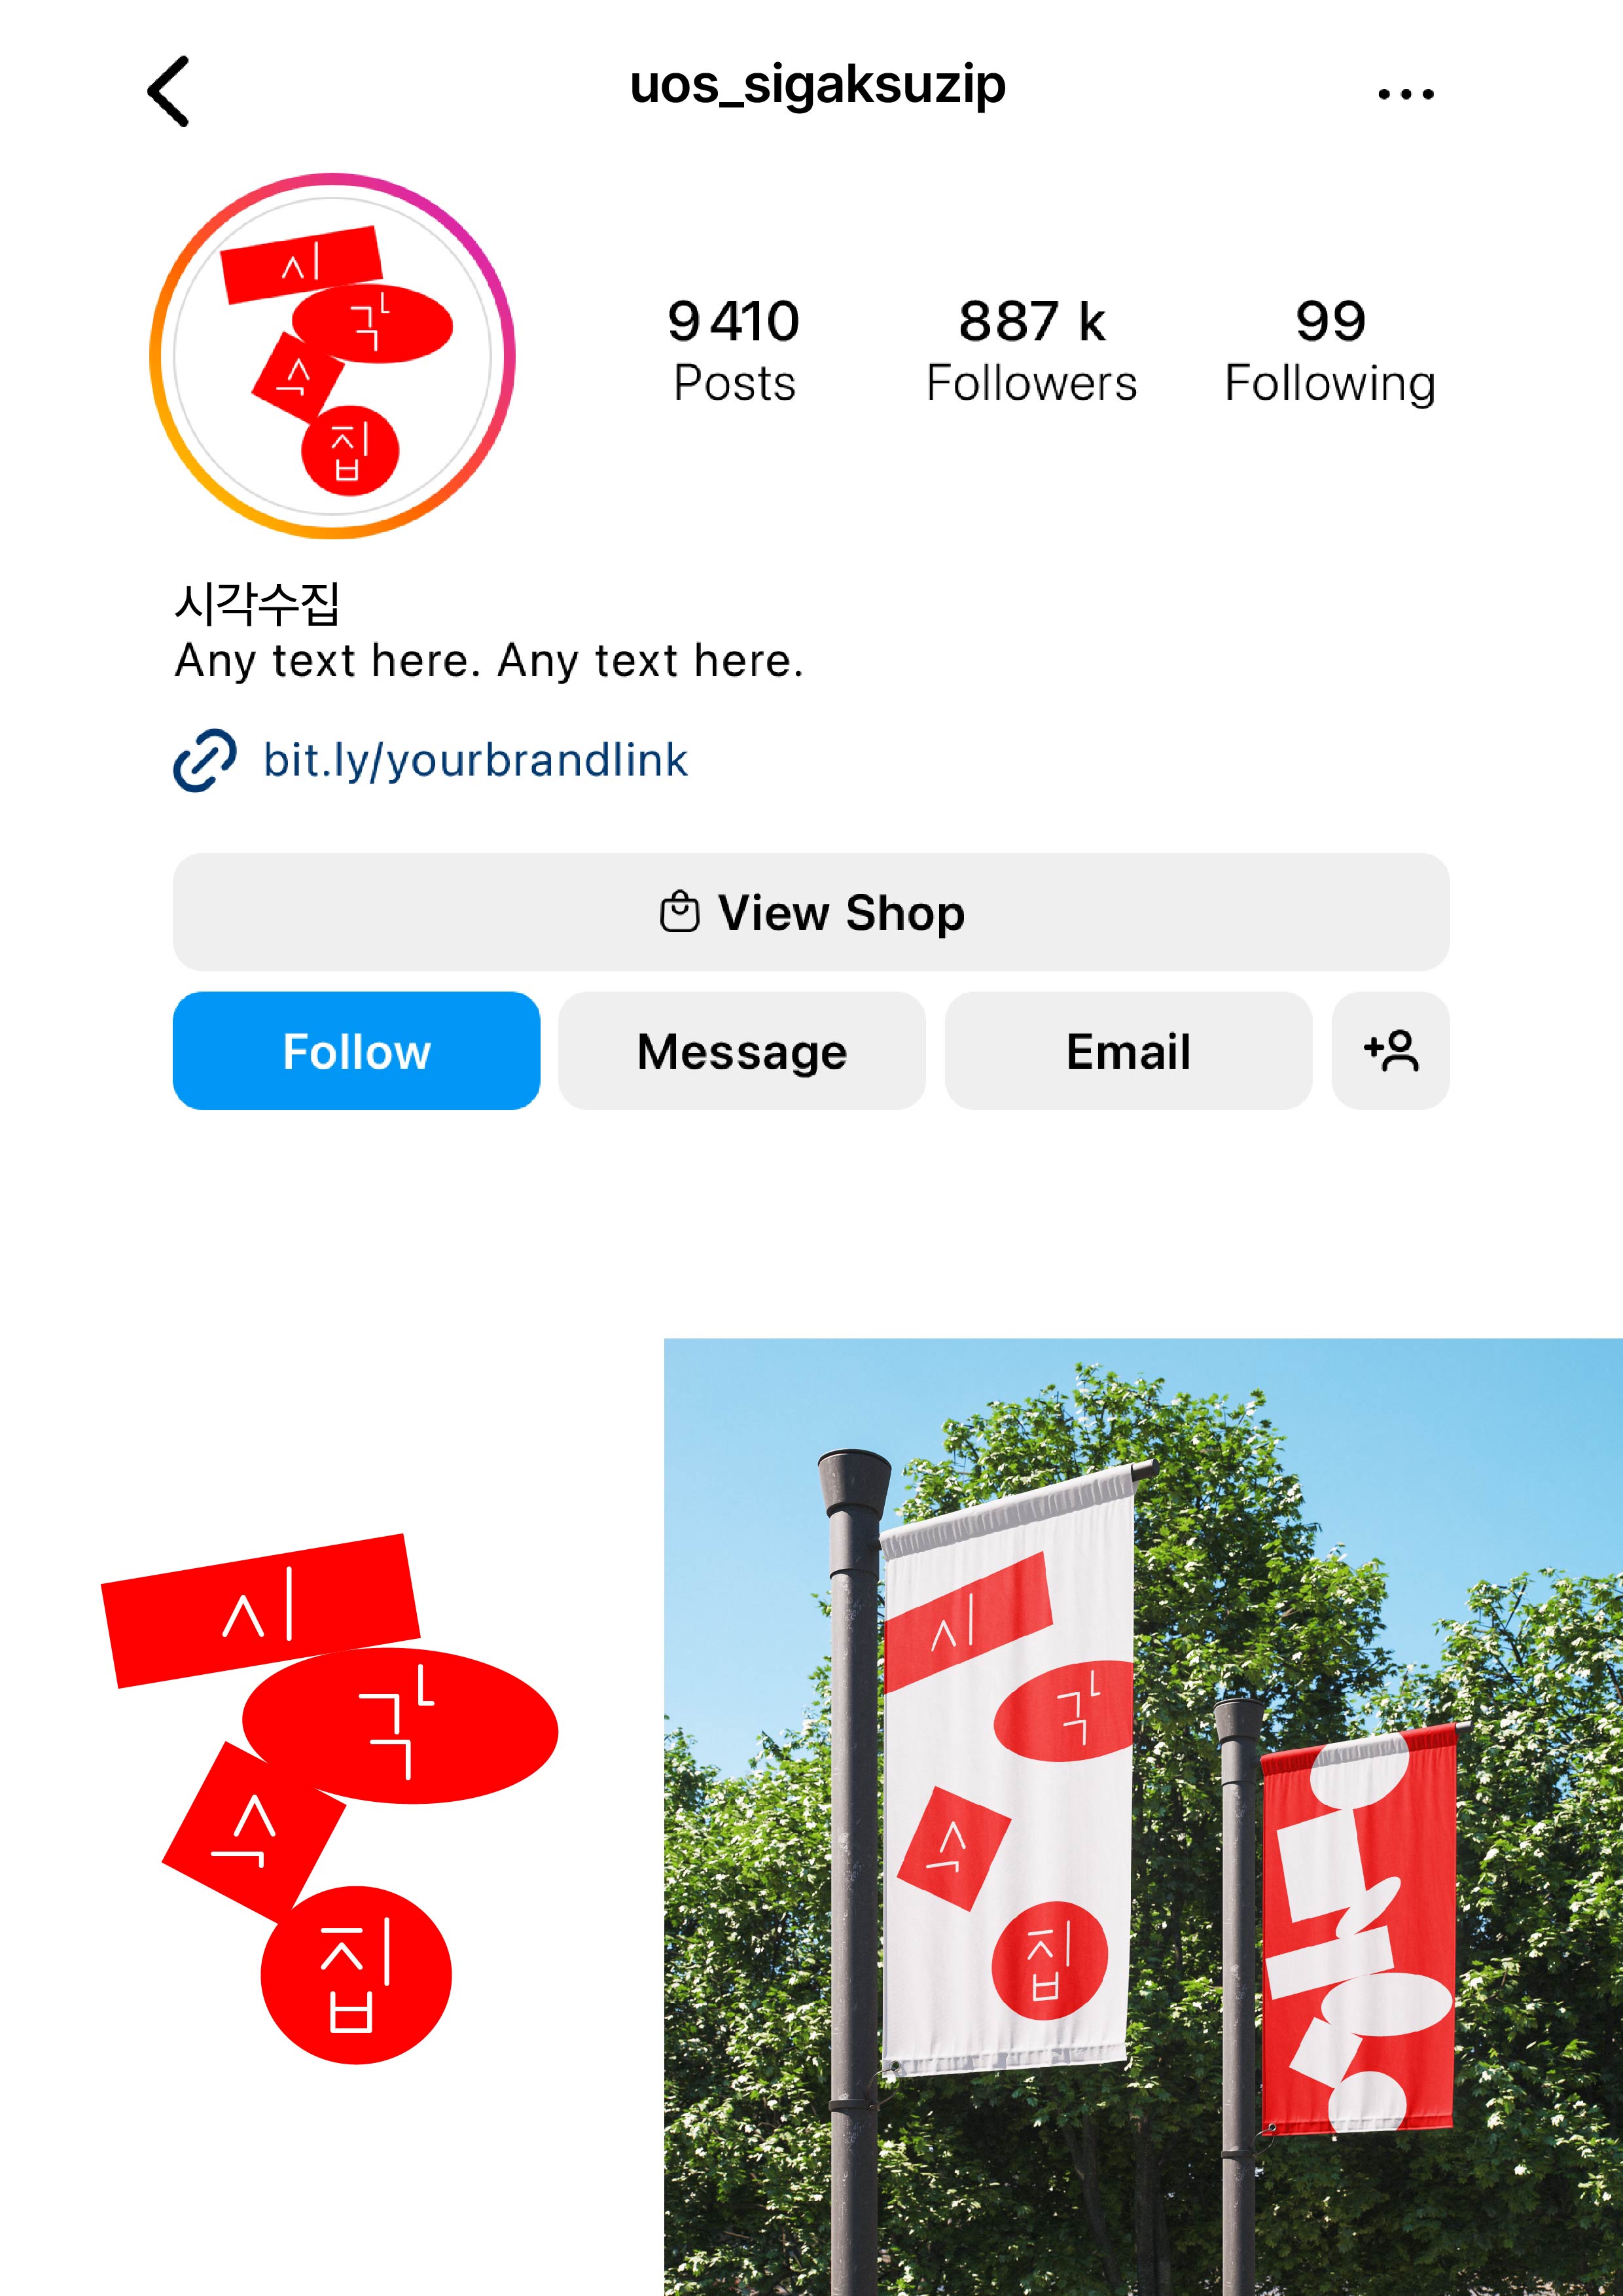 uos_sigaksuzip
시
각
수
집
9 410
Posts
887 k
Followers
99
Following
시각수집
Any text here. Any text here.
bit.ly/yourbrandlink
View Shop
Follow
Message
Email
시
각
수
집
시
각
수
집